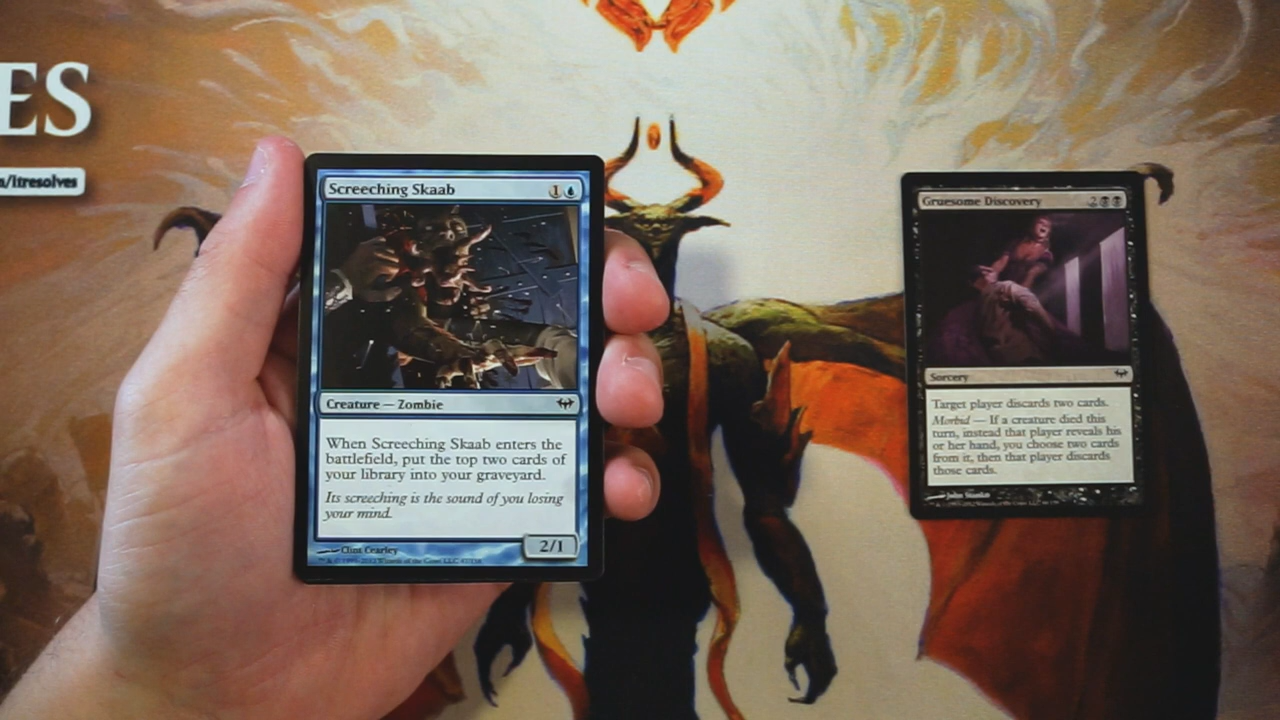 ES
m/itresolves
Screeching Skaab
1
Creature — Zombie
When Screeching Skaab enters the
battlefield, put the top two cards of
your library into your graveyard.
Its screeching is the sound of you losing
your mind.
Clint Cearley
2/1
Gruesome Discovery
2
Sorcery
Target player discards two cards.
Morbid — If a creature died this
turn, instead that player reveals his
or her hand, you choose two cards
from it, then that player discards
those cards.
John Stanko